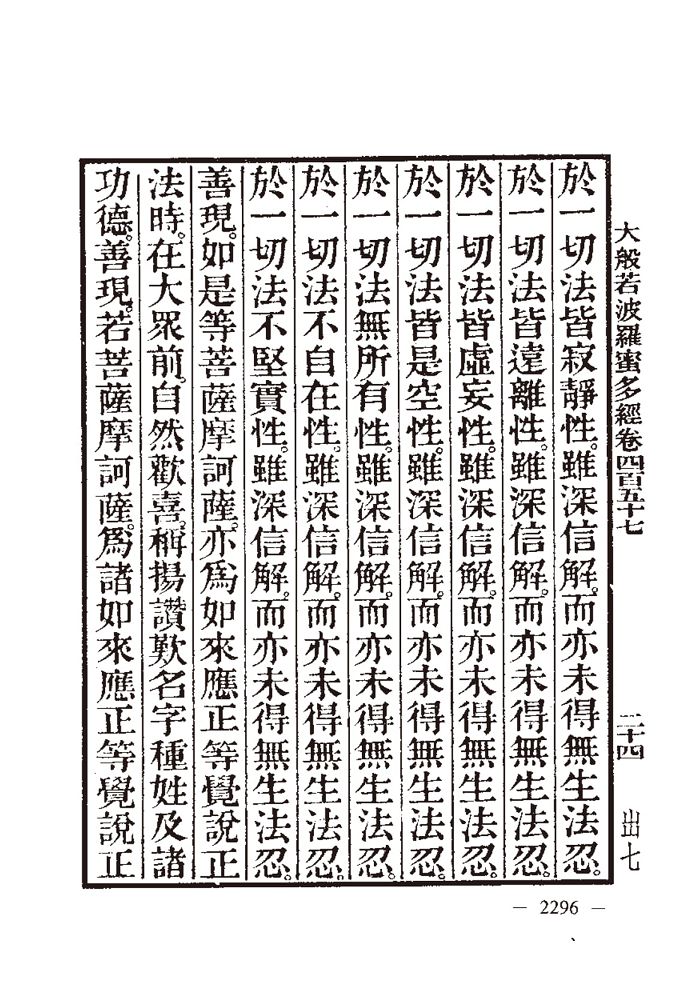 大般若波羅蜜多經卷四百五十七　二十四　出七
於一切法皆寂靜性。雖深信解。而亦未得無生法忍。
於一切法皆遠離性。雖深信解。而亦未得無生法忍。
於一切法皆虛妄性。雖深信解。而亦未得無生法忍。
於一切法皆是空性。雖深信解。而亦未得無生法忍。
於一切法無所有性。雖深信解。而亦未得無生法忍。
於一切法不自在性。雖深信解。而亦未得無生法忍。
於一切法不堅實性。雖深信解。而亦未得無生法忍。
善現。如是等菩薩摩訶薩。亦爲如來應正等覺說正
法時。在大眾前。自然歡喜。稱揚讚歎名字種姓及諸
功德。善現。若菩薩摩訶薩。爲諸如來應正等覺說正
— 2296 —